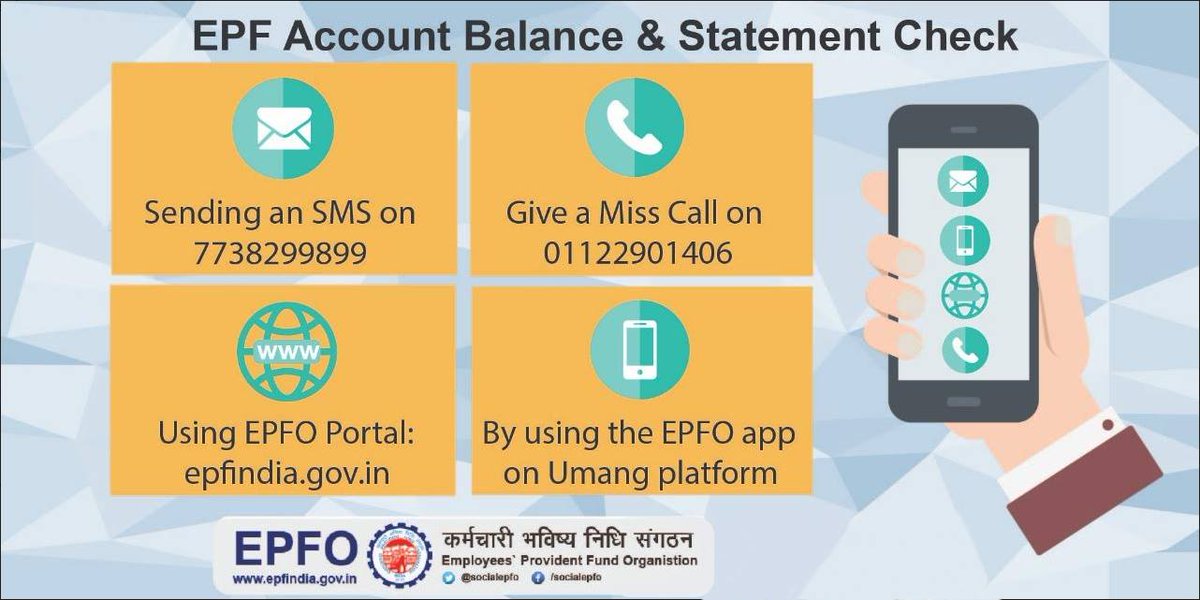 EPF Account Balance & Statement Check
Sending an SMS on
7738299899
Give a Miss Call on
01122901406
www
Using EPFO Portal:
epfindia.gov.in
By using the EPFO app
on Umang platform
EPFO
www.epfindia.gov.in
कर्मचारी भविष्य निधि संगठन
Employees' Provident Fund Organistion
@socialepfo /socialepfo